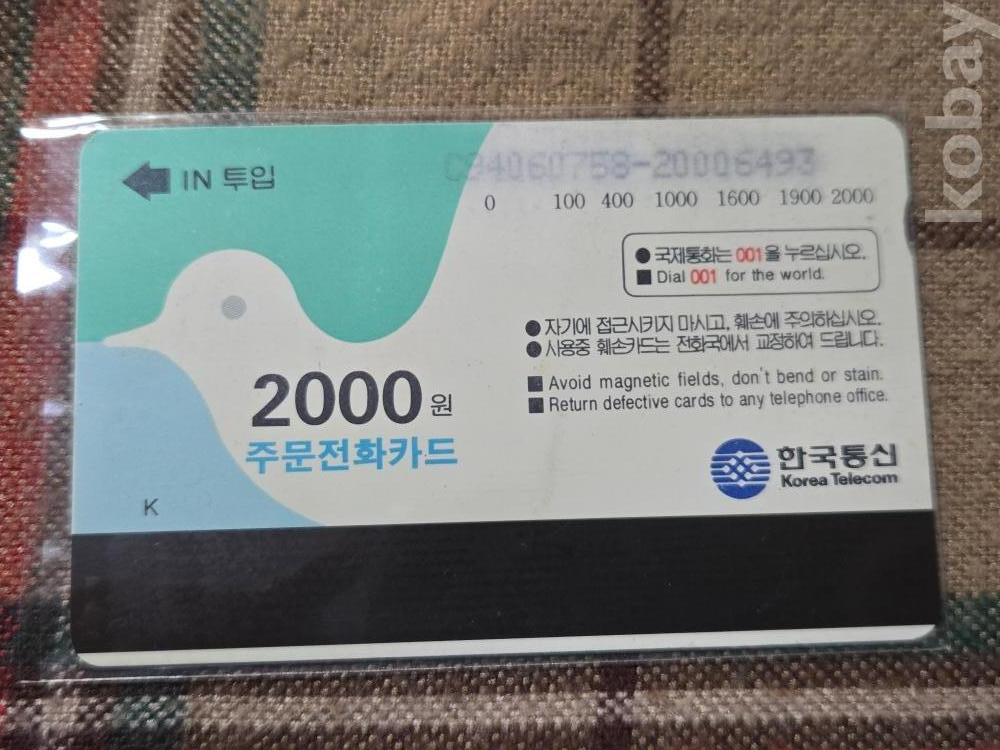 IN 투입
C94060758-20006493
0 100 400 1000 1600 1900 2000
● 국제통화는 001을 누르십시오.
■ Dial 001 for the world.
● 자기에 접근시키지 마시고, 훼손에 주의하십시오.
● 사용중 훼손카드는 전화국에서 교정하여 드립니다.
■ Avoid magnetic fields, don't bend or stain.
■ Return defective cards to any telephone office.
2000원
주문전화카드
한국통신
Korea Telecom
K
kobay